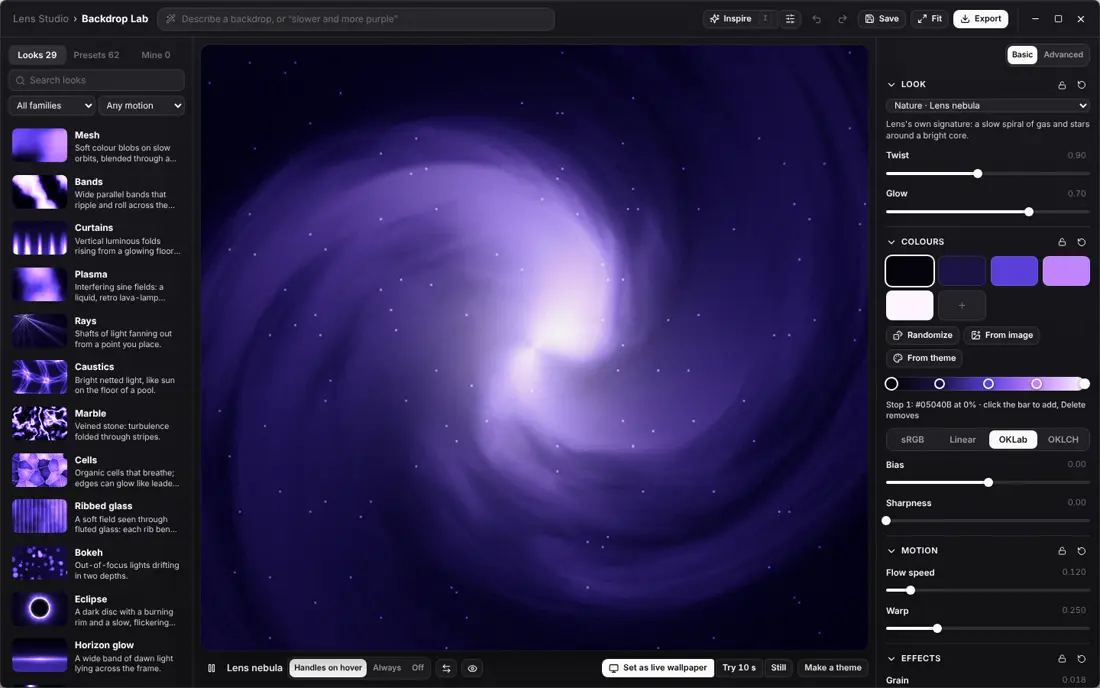 Lens Studio › Backdrop Lab
Describe a backdrop, or "slower and more purple"
Inspire
Save
Fit
Export
Looks 29
Presets 62
Mine 0
Search looks
All families
Any motion
Mesh
Soft colour blobs on slow
orbits, blended through a...
Bands
Wide parallel bands that
ripple and roll across the...
Curtains
Vertical luminous folds
rising from a glowing floor...
Plasma
Interfering sine fields: a
liquid, retro lava-lamp...
Rays
Shafts of light fanning out
from a point you place.
Caustics
Bright netted light, like sun
on the floor of a pool.
Marble
Veined stone: turbulence
folded through stripes.
Cells
Organic cells that breathe;
edges can glow like leade...
Ribbed glass
A soft field seen through
fluted glass: each rib ben...
Bokeh
Out-of-focus lights drifting
in two depths.
Eclipse
A dark disc with a burning
rim and a slow, flickering...
Horizon glow
A wide band of dawn light
lying across the frame.
Lens nebula
Handles on hover
Always
Off
Set as live wallpaper
Try 10 s
Still
Make a theme
Basic
Advanced
LOOK
Nature · Lens nebula
Lens's own signature: a slow spiral of gas and stars
around a bright core.
Twist 0.90
Glow 0.70
COLOURS
Randomize
From image
From theme
Stop 1: #05040B at 0% · click the bar to add, Delete
removes
sRGB
Linear
OKLab
OKLCH
Bias 0.00
Sharpness 0.00
MOTION
Flow speed 0.120
Warp 0.250
EFFECTS
Grain 0.018